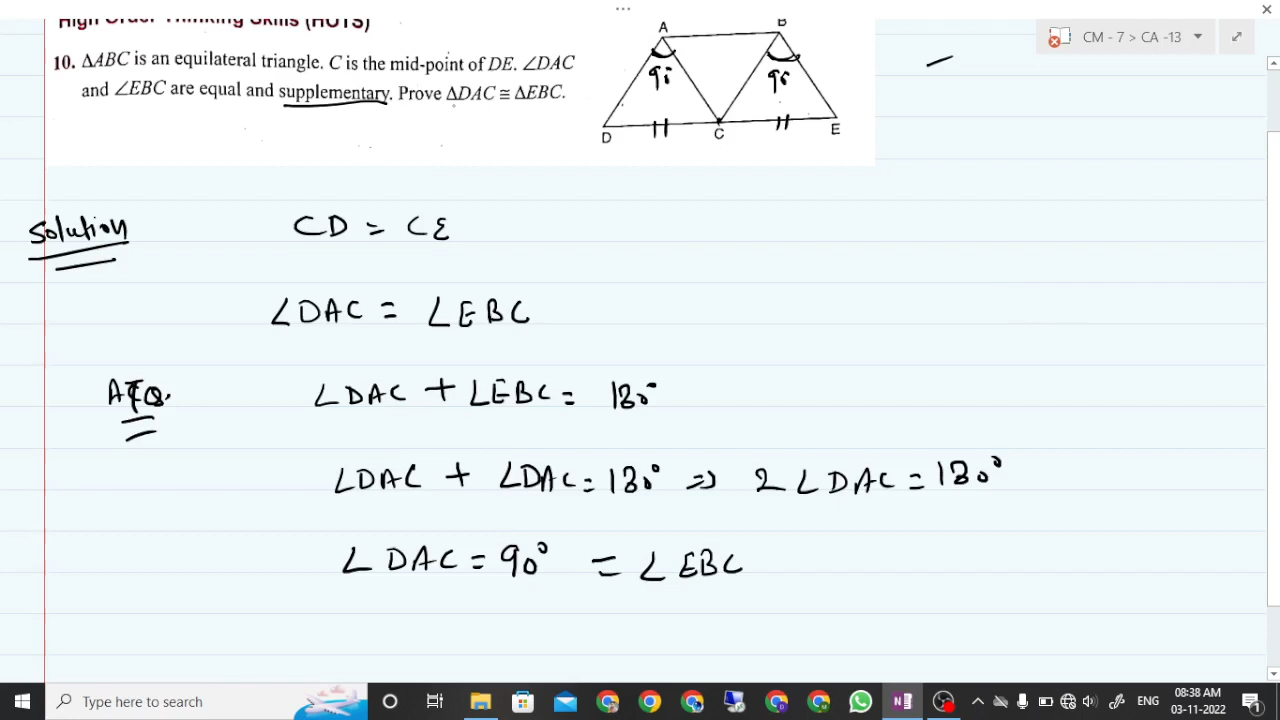 High Order Thinking Skills (HOTS)
CM - 7 > CA -13
10. ΔABC is an equilateral triangle. C is the mid-point of DE. ∠DAC
and ∠EBC are equal and supplementary. Prove ΔDAC ≅ ΔEBC.
A B
90° 90°
D C E
Solution CD = CE
∠DAC = ∠EBC
ATQ. ∠DAC + ∠EBC = 180°
∠DAC + ∠DAC = 180° => 2∠DAC = 180°
∠DAC = 90° = ∠EBC
Type here to search
ENG
08:38 AM
03-11-2022
1